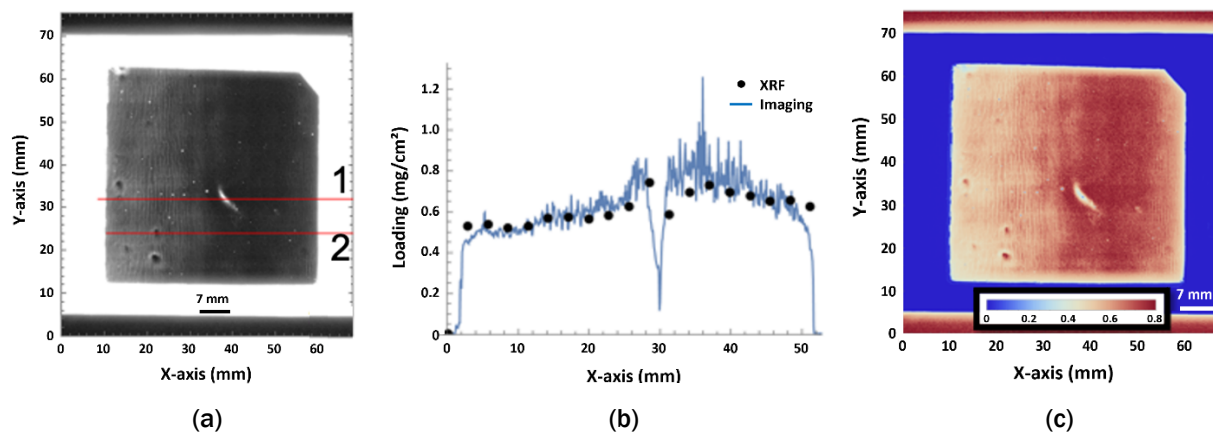 75
70
60
50
40
30
20
10
0
Y-axis (mm)
1
2
7 mm
0 10 20 30 40 50 60
X-axis (mm)
(a)
1.2
1.0
0.8
0.6
0.4
0.2
0
Loading (mg/cm²)
XRF
Imaging
0 10 20 30 40 50
X-axis (mm)
(b)
75
70
60
50
40
30
20
10
0
Y-axis (mm)
7 mm
0 0.2 0.4 0.6 0.8
0 10 20 30 40 50 60
X-axis (mm)
(c)